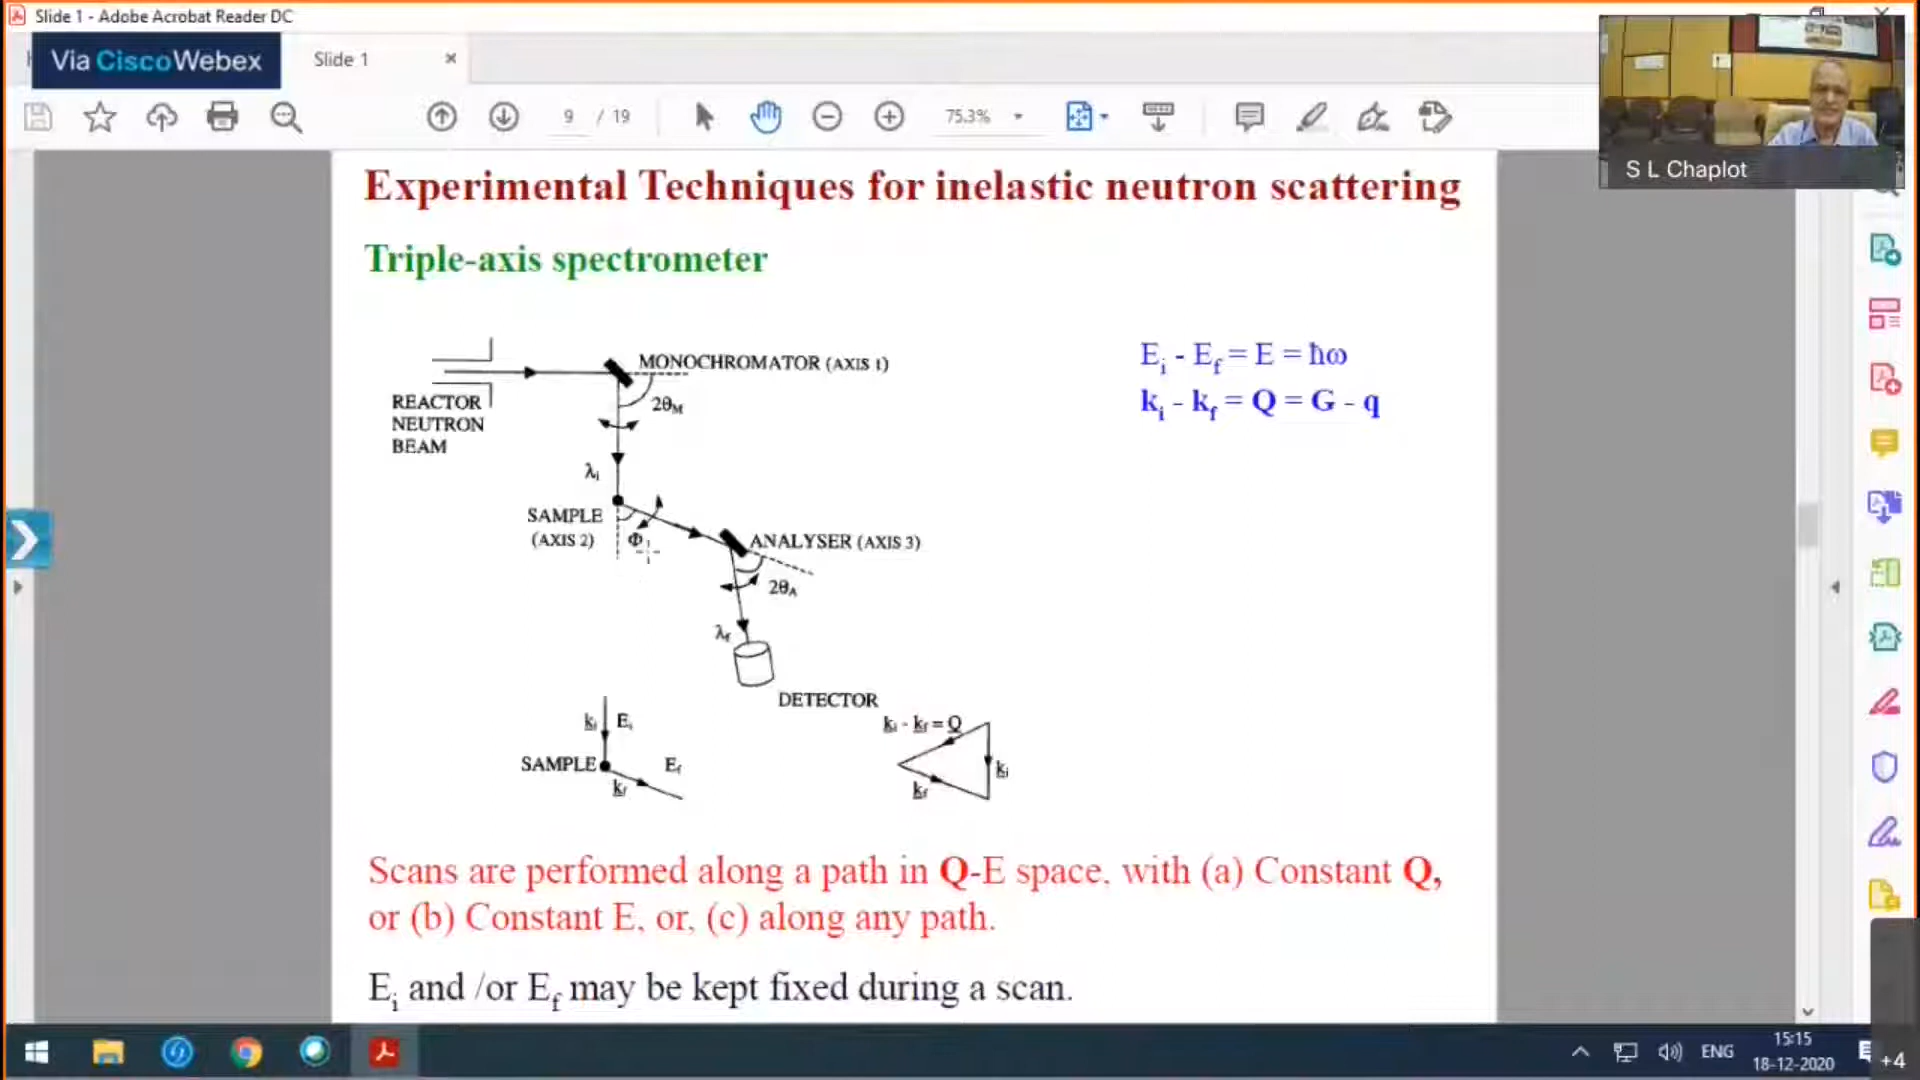 Slide 1 - Adobe Acrobat Reader DC
Via CiscoWebex
Slide 1
9 / 19
75.3%
S L Chaplot
Experimental Techniques for inelastic neutron scattering
Triple-axis spectrometer
MONOCHROMATOR (AXIS 1)
2θM
REACTOR
NEUTRON
BEAM
λi
SAMPLE
(AXIS 2)
Φ
ANALYSER (AXIS 3)
2θA
λf
DETECTOR
Ei - Ef = E = ħω
ki - kf = Q = G - q
ki Ei
SAMPLE
Ef
kf
ki - kf = Q
ki
kf
Scans are performed along a path in Q-E space, with (a) Constant Q,
or (b) Constant E, or, (c) along any path.
Ei and /or Ef may be kept fixed during a scan.
ENG
15:15
18-12-2020
+4